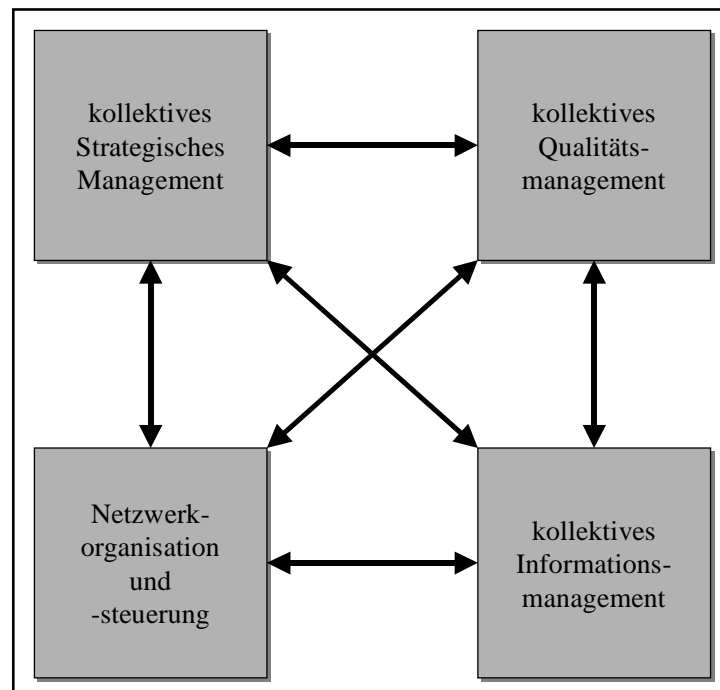 kollektives
Strategisches
Management
kollektives
Qualitäts-
management
Netzwerk-
organisation
und
-steuerung
kollektives
Informations-
management